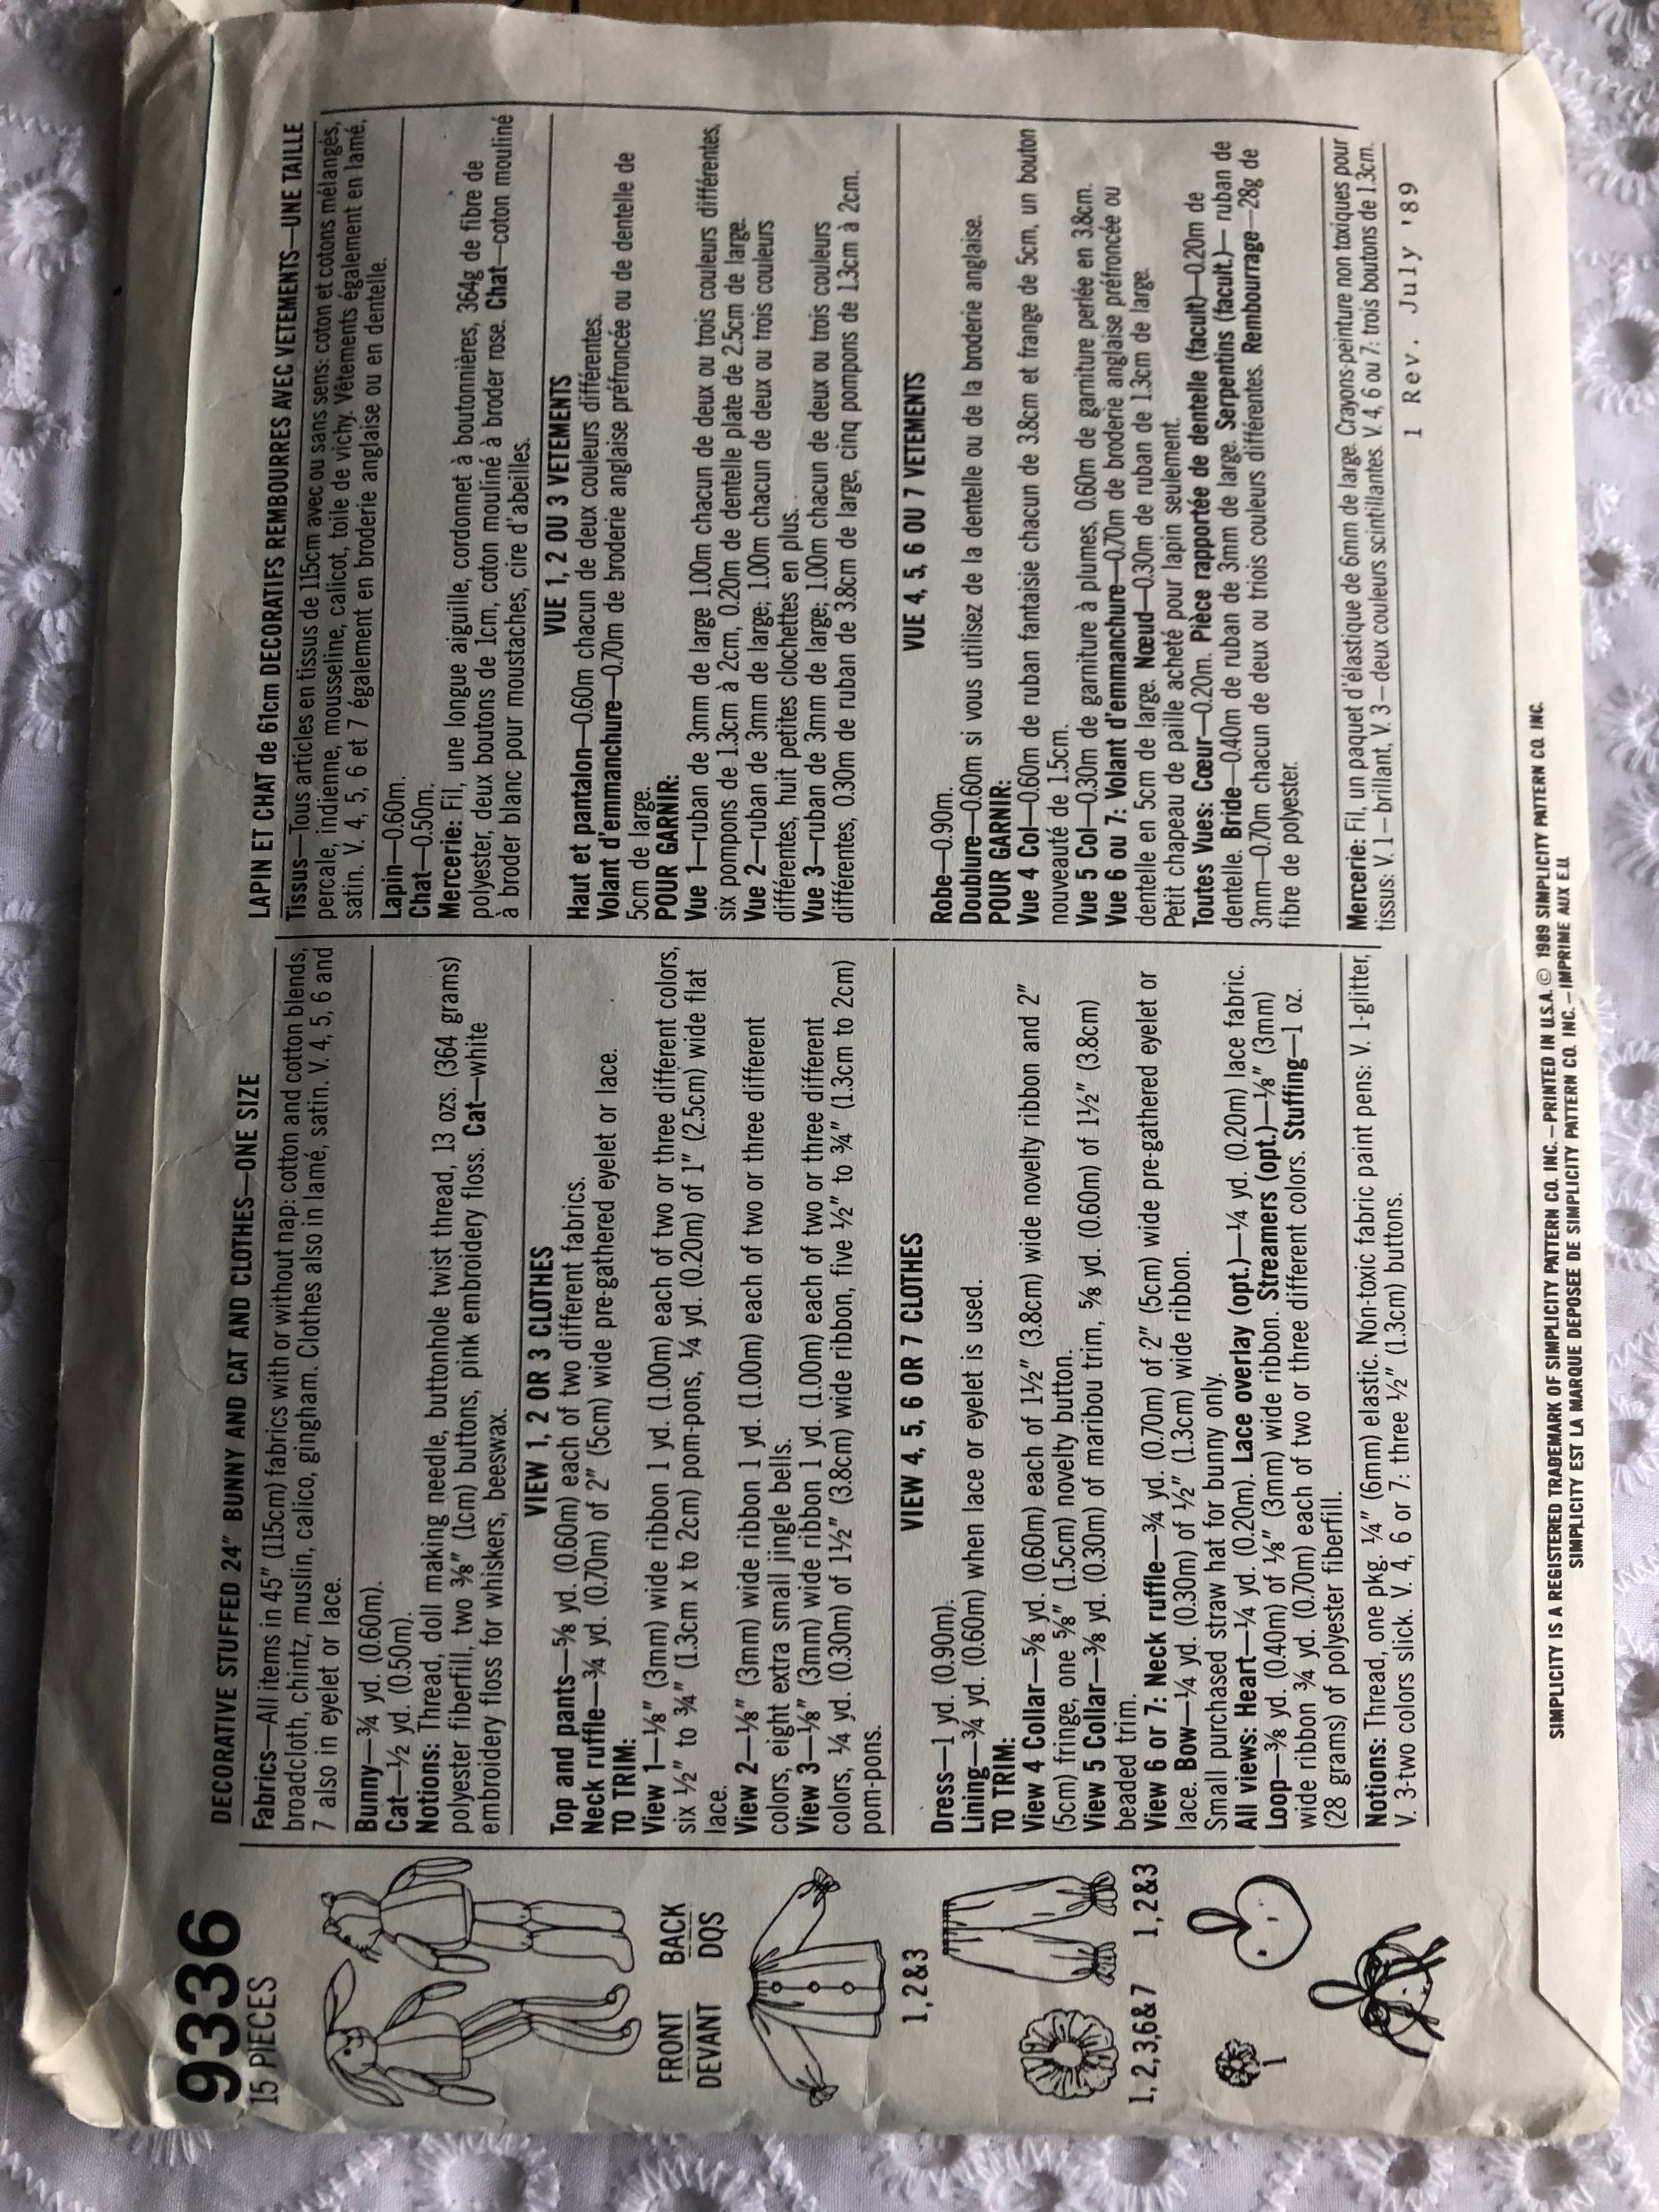 9336
15 PIECES
FRONT BACK
DEVANT DOS
1, 2&3
1, 2, 3, 6&7 1, 2&3
1
DECORATIVE STUFFED 24" BUNNY AND CAT AND CLOTHES—ONE SIZE
Fabrics—All items in 45" (115cm) fabrics with or without nap: cotton and cotton blends,
broadcloth, chintz, muslin, calico, gingham. Clothes also in lamé, satin. V. 4, 5, 6 and
7 also in eyelet or lace.
Bunny—¾ yd. (0.60m).
Cat—½ yd. (0.50m).
Notions: Thread, doll making needle, buttonhole twist thread, 13 ozs. (364 grams)
polyester fiberfill, two ⅜" (1cm) buttons, pink embroidery floss. Cat—white
embroidery floss for whiskers, beeswax.
VIEW 1, 2 OR 3 CLOTHES
Top and pants—⅝ yd. (0.60m) each of two different fabrics.
Neck ruffle—¾ yd. (0.70m) of 2" (5cm) wide pre-gathered eyelet or lace.
TO TRIM:
View 1—⅛" (3mm) wide ribbon 1 yd. (1.00m) each of two or three different colors,
six ½" to ¾" (1.3cm x to 2cm) pom-pons, ¼ yd. (0.20m) of 1" (2.5cm) wide flat
lace.
View 2—⅛" (3mm) wide ribbon 1 yd. (1.00m) each of two or three different
colors, eight extra small jingle bells.
View 3—⅛" (3mm) wide ribbon 1 yd. (1.00m) each of two or three different
colors, ¼ yd. (0.30m) of 1½" (3.8cm) wide ribbon, five ½" to ¾" (1.3cm to 2cm)
pom-pons.
VIEW 4, 5, 6 OR 7 CLOTHES
Dress—1 yd. (0.90m).
Lining—¾ yd. (0.60m) when lace or eyelet is used.
TO TRIM:
View 4 Collar—⅝ yd. (0.60m) each of 1½" (3.8cm) wide novelty ribbon and 2"
(5cm) fringe, one ⅝" (1.5cm) novelty button.
View 5 Collar—⅜ yd. (0.30m) of maribou trim, ⅝ yd. (0.60m) of 1½" (3.8cm)
beaded trim.
View 6 or 7: Neck ruffle—¾ yd. (0.70m) of 2" (5cm) wide pre-gathered eyelet or
lace. Bow—¼ yd. (0.30m) of ½" (1.3cm) wide ribbon.
Small purchased straw hat for bunny only.
All views: Heart—¼ yd. (0.20m). Lace overlay (opt.)—¼ yd. (0.20m) lace fabric.
Loop—⅜ yd. (0.40m) of ⅛" (3mm) wide ribbon. Streamers (opt.)—⅛" (3mm)
wide ribbon ¾ yd. (0.70m) each of two or three different colors. Stuffing—1 oz.
(28 grams) of polyester fiberfill.
Notions: Thread, one pkg. ¼" (6mm) elastic. Non-toxic fabric paint pens: V. 1-glitter,
V. 3-two colors slick. V. 4, 6 or 7: three ½" (1.3cm) buttons.
LAPIN ET CHAT de 61cm DECORATIFS REMBOURRES AVEC VETEMENTS—UNE TAILLE
Tissus—Tous articles en tissus de 115cm avec ou sans sens: coton et cotons mélangés,
percale, indienne, mousseline, calicot, toile de vichy. Vêtements également en lamé,
satin. V. 4, 5, 6 et 7 également en broderie anglaise ou en dentelle.
Lapin—0.60m.
Chat—0.50m.
Mercerie: Fil, une longue aiguille, cordonnet à boutonnières, 364g de fibre de
polyester, deux boutons de 1cm, coton mouliné à broder rose. Chat—coton mouliné
à broder blanc pour moustaches, cire d'abeilles.
VUE 1, 2 OU 3 VETEMENTS
Haut et pantalon—0.60m chacun de deux couleurs différentes.
Volant d'emmanchure—0.70m de broderie anglaise préfroncée ou de dentelle de
5cm de large.
POUR GARNIR:
Vue 1—ruban de 3mm de large 1.00m chacun de deux ou trois couleurs différentes,
six pompons de 1.3cm à 2cm, 0.20m de dentelle plate de 2.5cm de large.
Vue 2—ruban de 3mm de large; 1.00m chacun de deux ou trois couleurs
différentes, huit petites clochettes en plus.
Vue 3—ruban de 3mm de large; 1.00m chacun de deux ou trois couleurs
différentes, 0.30m de ruban de 3.8cm de large, cinq pompons de 1.3cm à 2cm.
VUE 4, 5, 6 OU 7 VETEMENTS
Robe—0.90m.
Doublure—0.60m si vous utilisez de la dentelle ou de la broderie anglaise.
POUR GARNIR:
Vue 4 Col—0.60m de ruban fantaisie chacun de 3.8cm et frange de 5cm, un bouton
nouveauté de 1.5cm.
Vue 5 Col—0.30m de garniture à plumes, 0.60m de garniture perlée en 3.8cm.
Vue 6 ou 7: Volant d'emmanchure—0.70m de broderie anglaise préfroncée ou
dentelle en 5cm de large. Nœud—0.30m de ruban de 1.3cm de large.
Petit chapeau de paille acheté pour lapin seulement.
Toutes Vues: Cœur—0.20m. Pièce rapportée de dentelle (facult)—0.20m de
dentelle. Bride—0.40m de ruban de 3mm de large. Serpentins (facult.)—ruban de
3mm—0.70m chacun de deux ou triois couleurs différentes. Rembourrage—28g de
fibre de polyester.
Mercerie: Fil, un paquet d'élastique de 6mm de large. Crayons-peinture non toxiques pour
tissus: V. 1—brillant, V. 3—deux couleurs scintillantes. V. 4, 6 ou 7: trois boutons de 1.3cm.
1 Rev. July '89
SIMPLICITY IS A REGISTERED TRADEMARK OF SIMPLICITY PATTERN CO. INC.—PRINTED IN U.S.A. © 1989 SIMPLICITY PATTERN CO. INC.
SIMPLICITY EST LA MARQUE DEPOSEE DE SIMPLICITY PATTERN CO. INC.—IMPRIME AUX E.U.